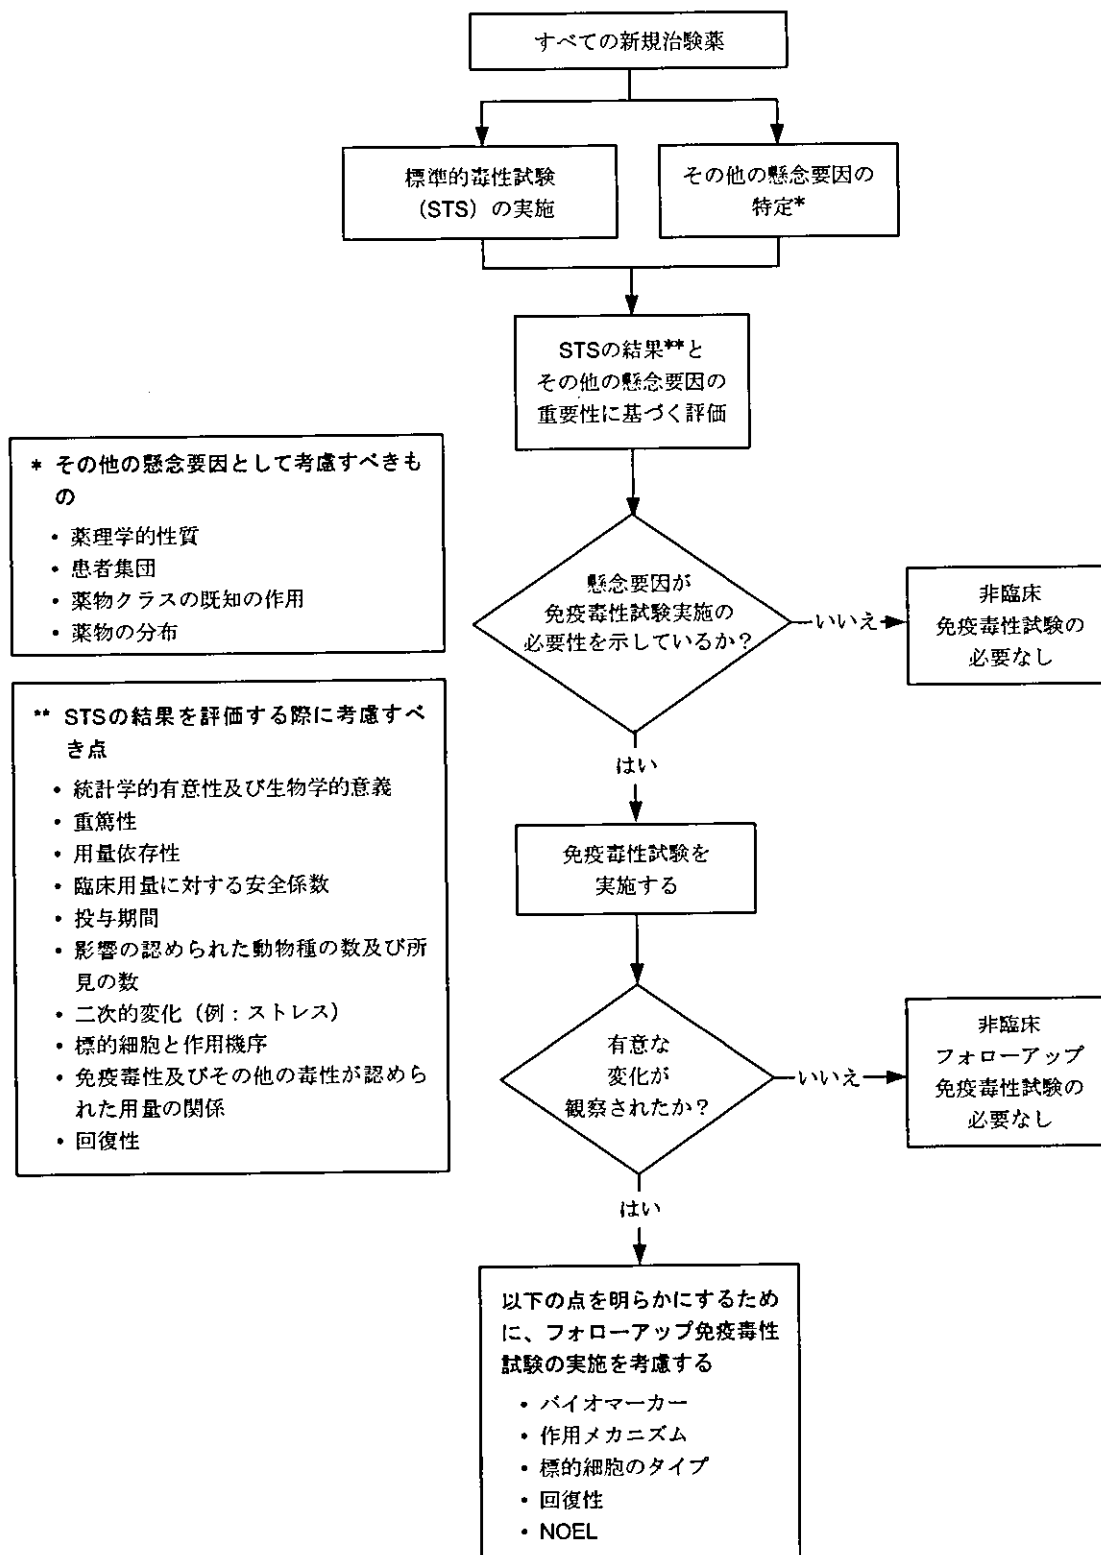 すべての新規治験薬
標準的毒性試験
(STS)の実施
その他の懸念要因の
特定*
STSの結果**と
その他の懸念要因の
重要性に基づく評価
* その他の懸念要因として考慮すべきも
の
・薬理学的性質
・患者集団
・薬物クラスの既知の作用
・薬物の分布
懸念要因が
免疫毒性試験実施の
必要性を示しているか?
いいえ
非臨床
免疫毒性試験の
必要なし
** STSの結果を評価する際に考慮すべ
き点
・統計学的有意性及び生物学的意義
・重篤性
・用量依存性
・臨床用量に対する安全係数
・投与期間
・影響の認められた動物種の数及び所
見の数
・二次的変化(例:ストレス)
・標的細胞と作用機序
・免疫毒性及びその他の毒性が認めら
れた用量の関係
・回復性
はい
免疫毒性試験を
実施する
有意な
変化が
観察されたか?
いいえ
非臨床
フォローアップ
免疫毒性試験の
必要なし
はい
以下の点を明らかにするため
に、フォローアップ免疫毒性
試験の実施を考慮する
・バイオマーカー
・作用メカニズム
・標的細胞のタイプ
・回復性
・NOEL